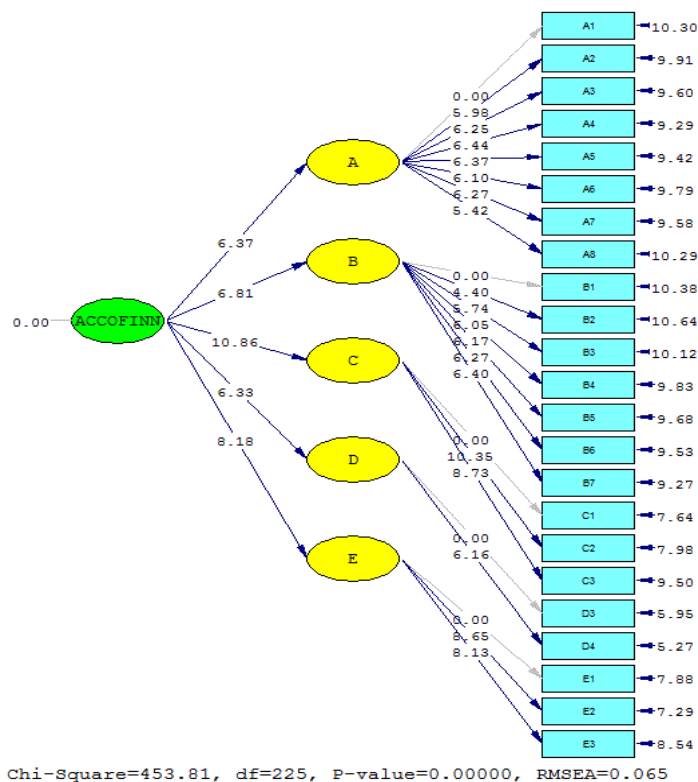 A1 10.30
A2 9.91
A3 9.60
0.00
5.98
A4 9.29
6.25
6.44
A5 9.42
A
6.37
6.10
A6 9.79
6.27
5.42
A7 9.58
6.37
A8 10.29
B
0.00
B1 10.38
6.81
4.40
B2 10.64
0.00 ACCOFINN
5.74
6.05
10.86
6.17
B3 10.12
C
6.27
6.40
B4 9.83
6.33
B5 9.68
8.18
0.00
B6 9.53
D
10.35
8.73
B7 9.27
C1 7.64
0.00
C2 7.98
E
6.16
C3 9.50
D3 5.95
0.00
D4 5.27
8.65
8.13
E1 7.88
E2 7.29
E3 8.54
Chi-Square=453.81, df=225, P-value=0.00000, RMSEA=0.065